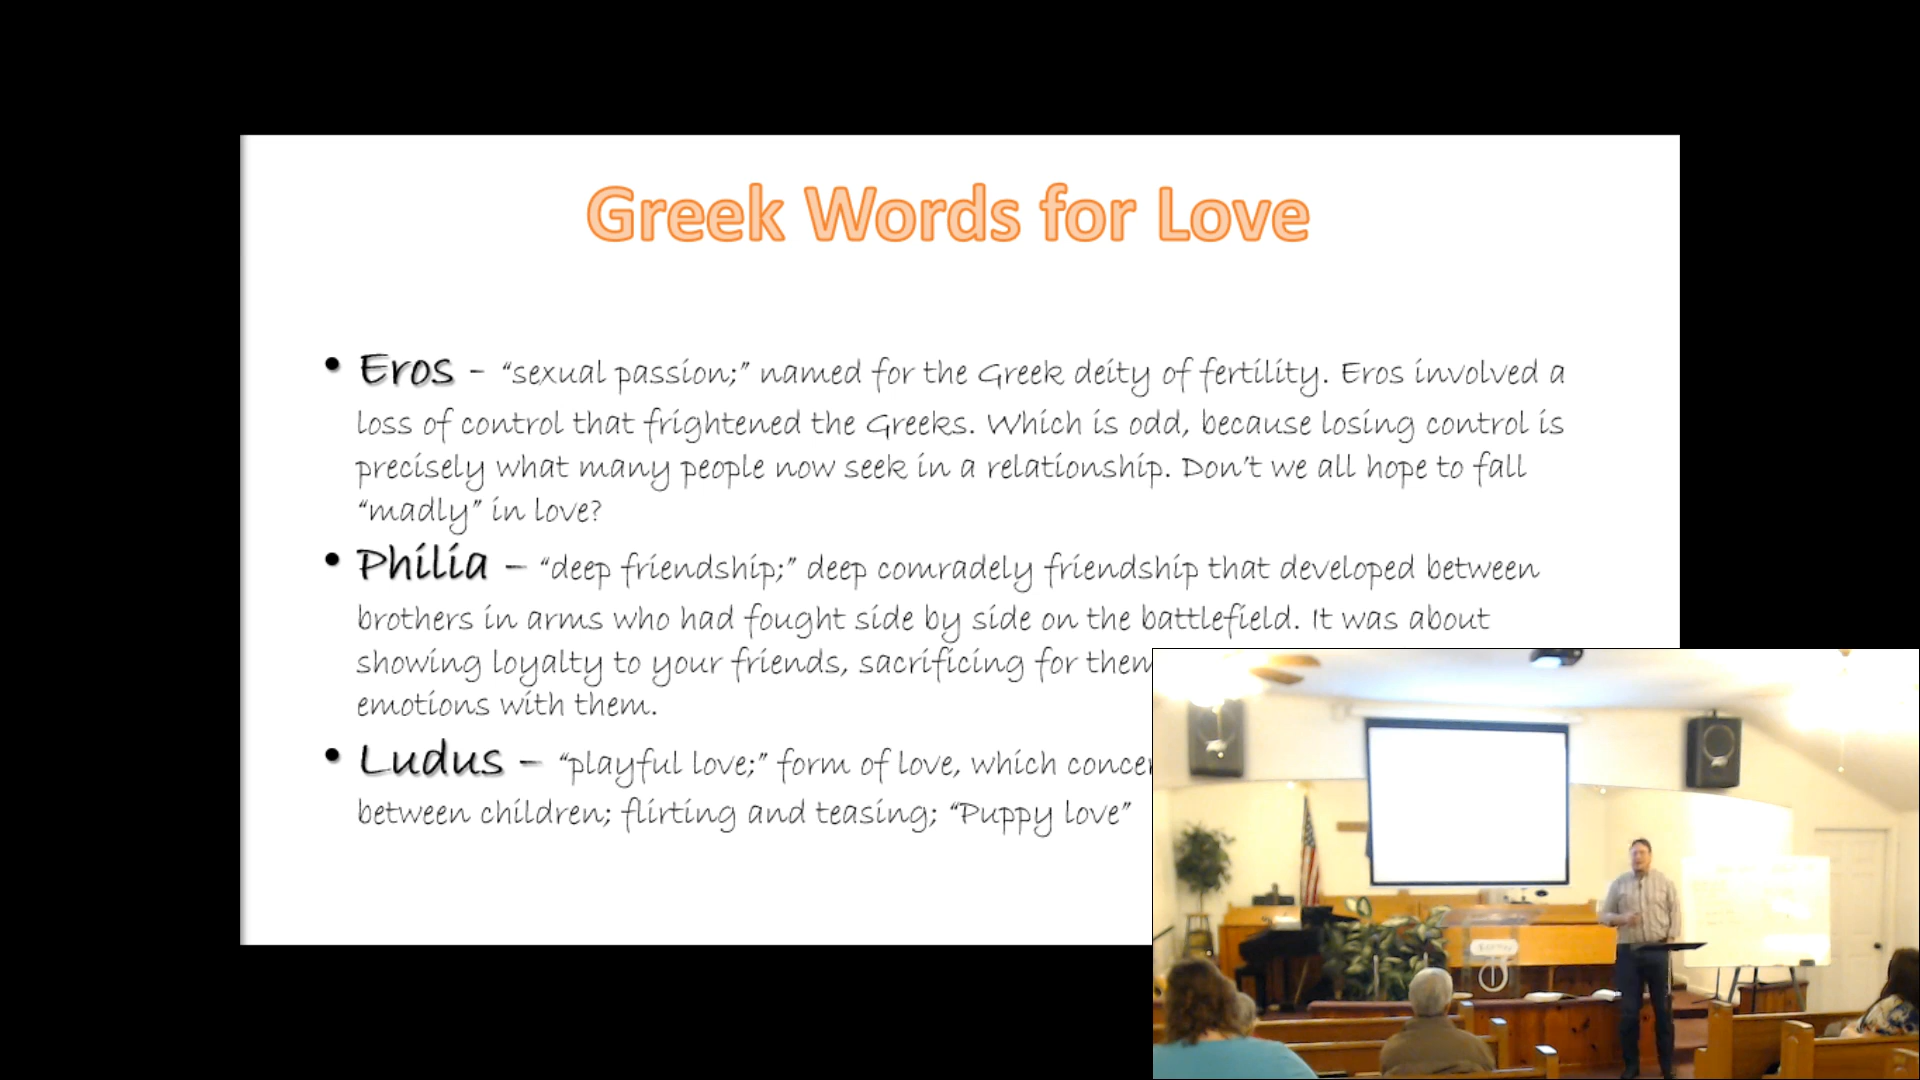 Greek Words for Love
• Eros - “sexual passion;” named for the Greek deity of fertility. Eros involved a
loss of control that frightened the Greeks. Which is odd, because losing control is
precisely what many people now seek in a relationship. Don't we all hope to fall
“madly” in love?
• Philia – “deep friendship;” deep comradely friendship that developed between
brothers in arms who had fought side by side on the battlefield. It was about
showing loyalty to your friends, sacrificing for them
emotions with them.
• Ludus – “playful love;” form of love, which
between children; flirting and teasing; “Puppy love”